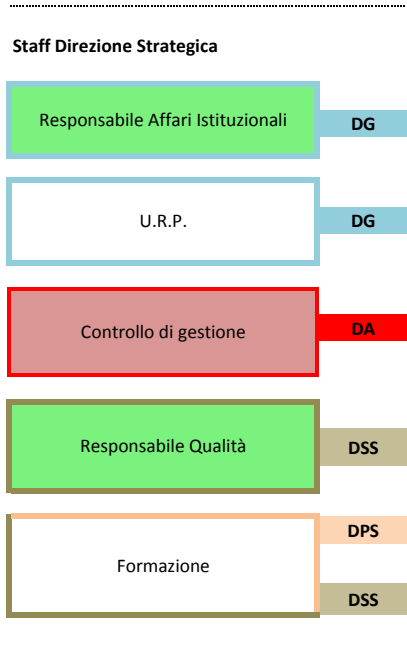 Staff Direzione Strategica
Responsabile Affari Istituzionali
DG
U.R.P.
DG
Controllo di gestione
DA
Responsabile Qualità
DSS
DPS
Formazione
DSS